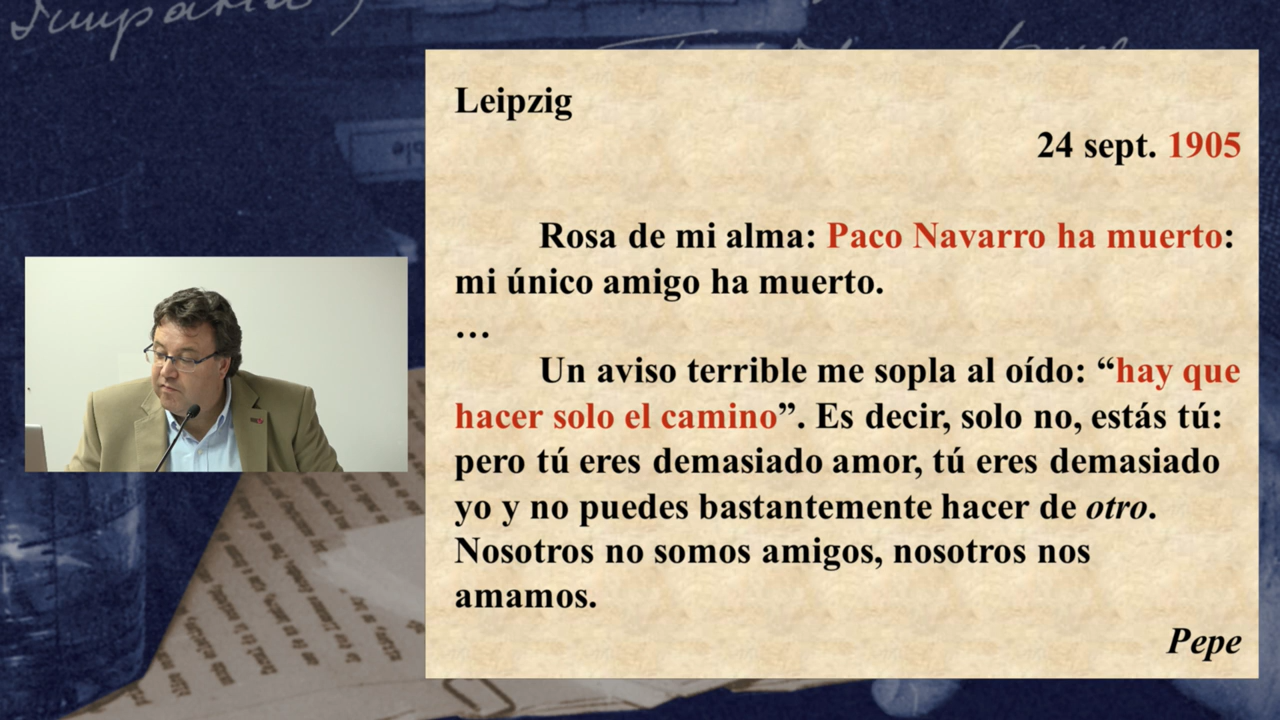 Leipzig
24 sept. 1905
Rosa de mi alma: Paco Navarro ha muerto:
mi único amigo ha muerto.
…
Un aviso terrible me sopla al oído: “hay que
hacer solo el camino”. Es decir, solo no, estás tú:
pero tú eres demasiado amor, tú eres demasiado
yo y no puedes bastantemente hacer de otro.
Nosotros no somos amigos, nosotros nos
amamos.
Pepe